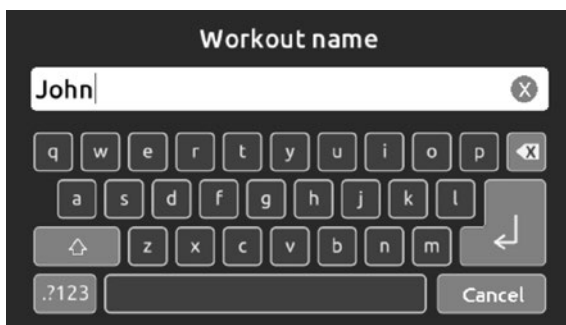 Workout name
John
X
q w e r t y u i o p X
a s d f g h j k l
z x c v b n m
.?123 Cancel